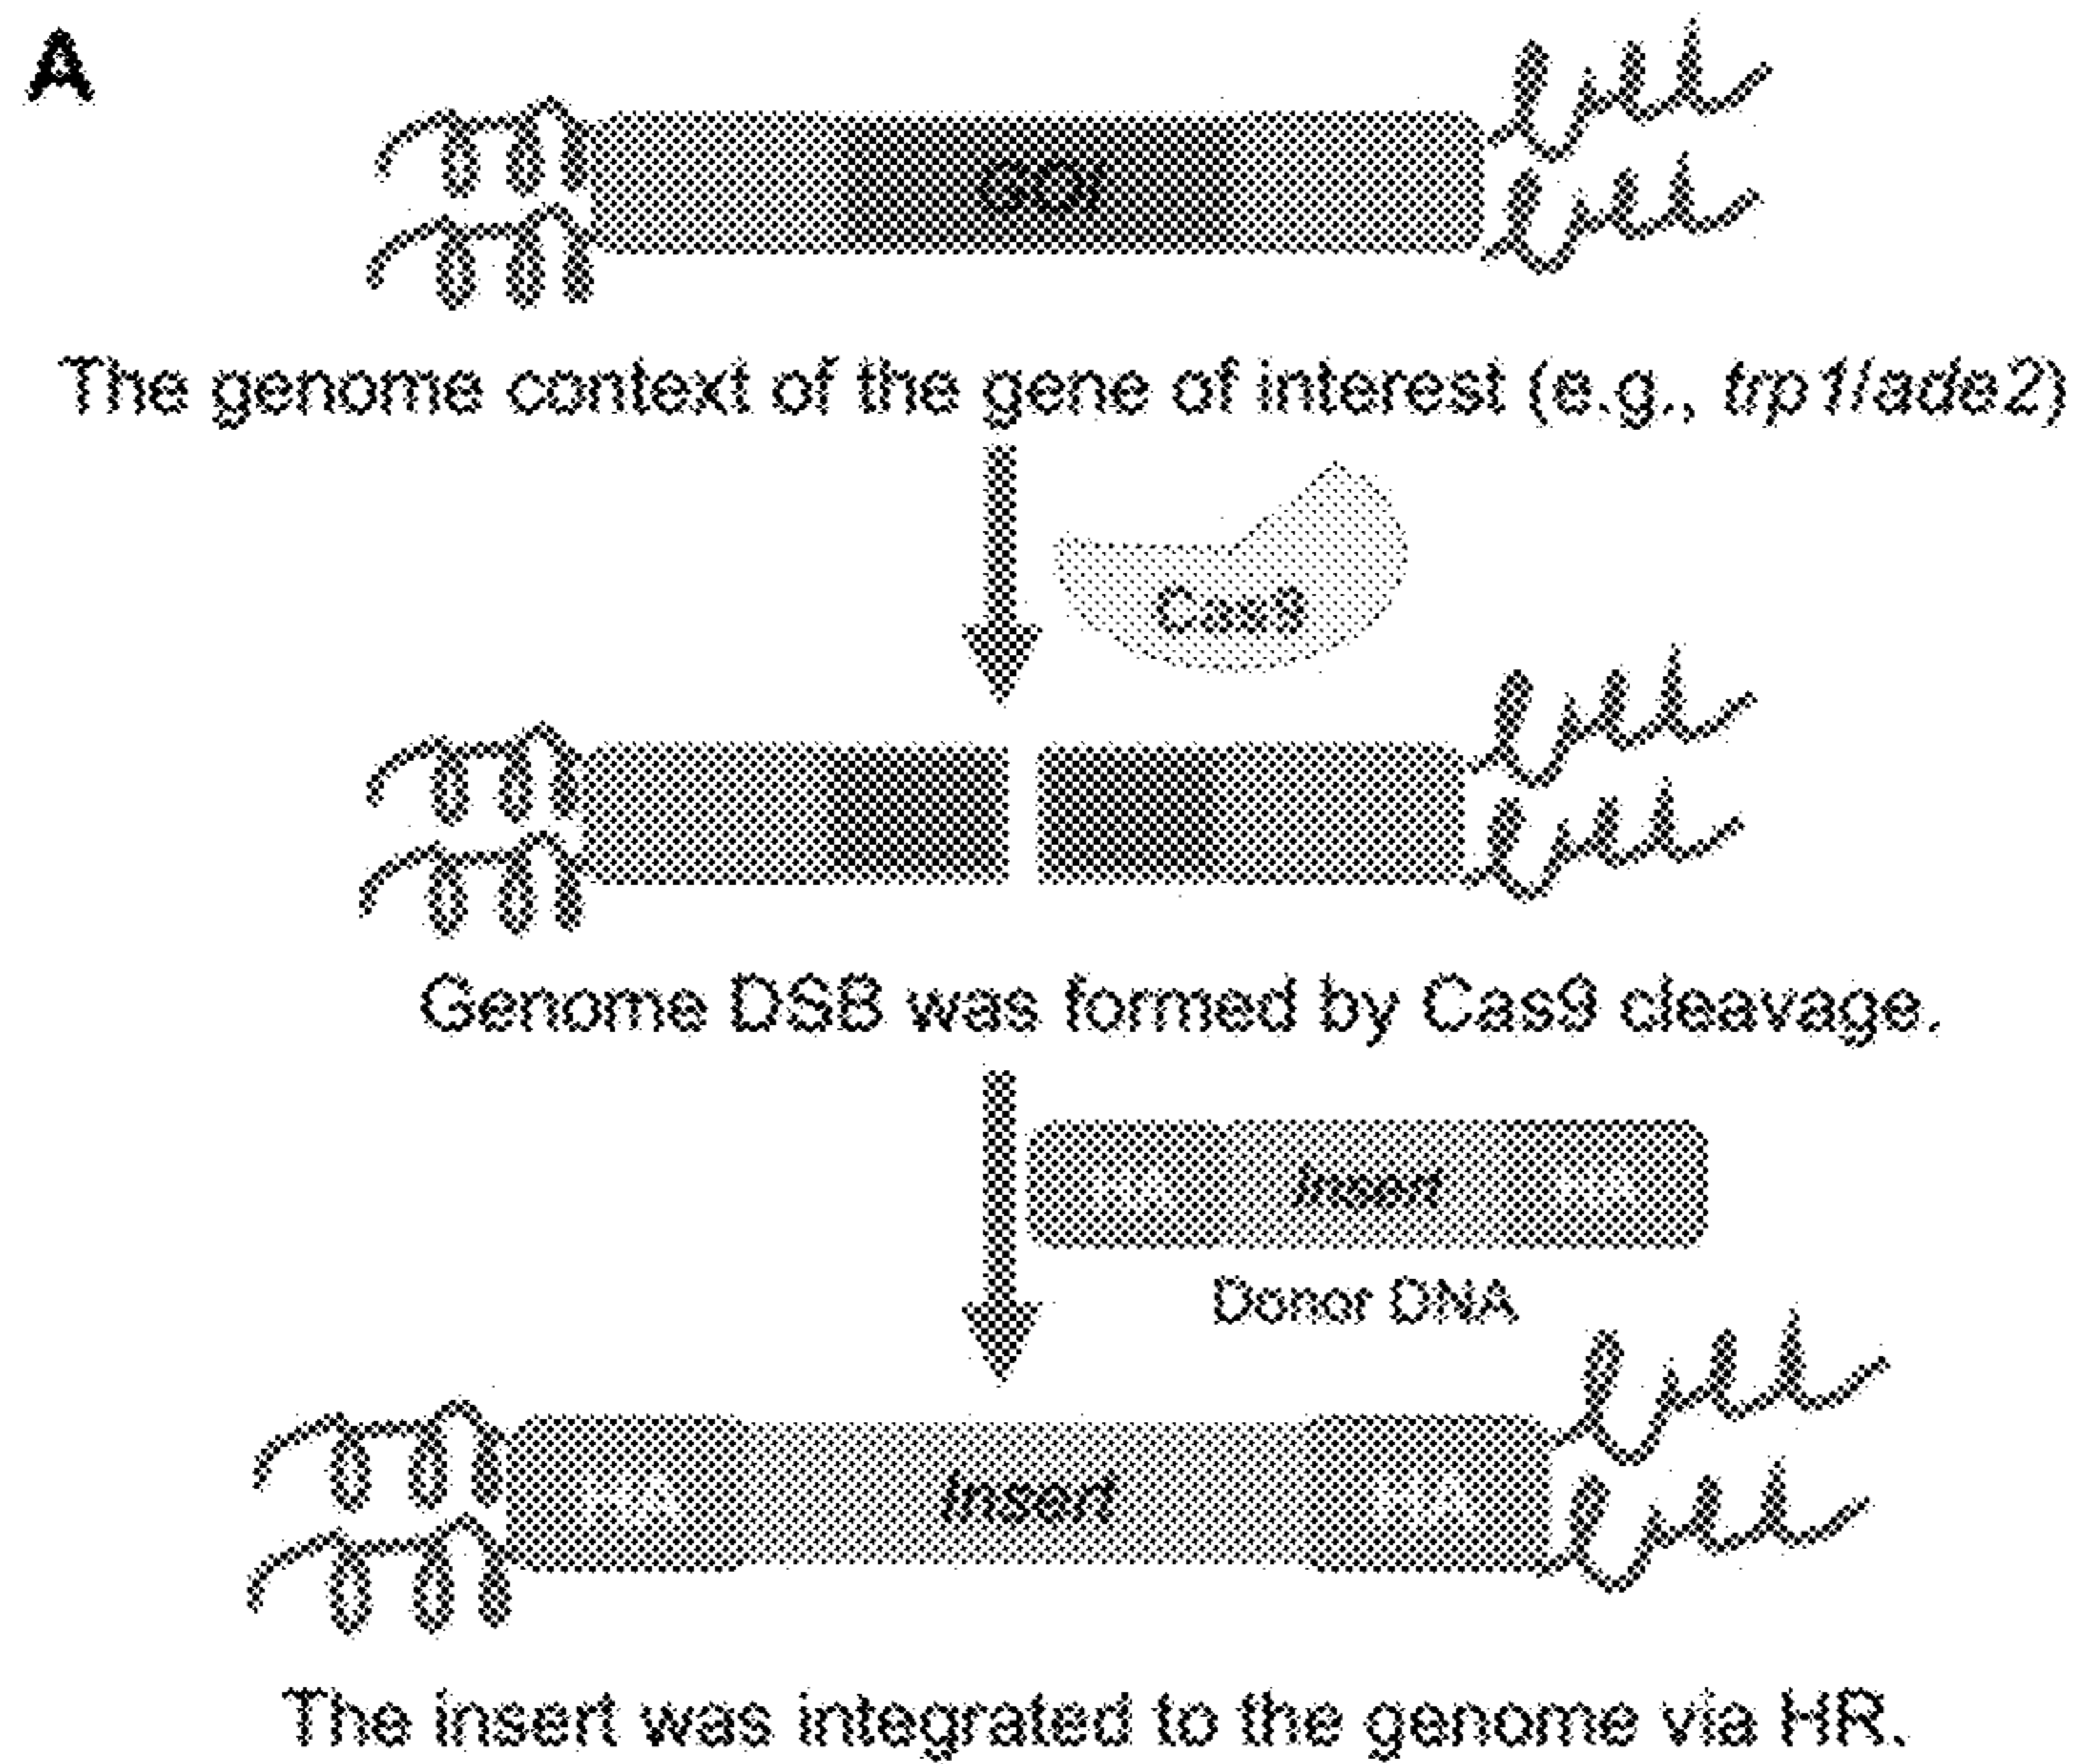 A
GOI
The genome context of the gene of interest (e.g., trp1/ade2)
Cas9
Genome DSB was formed by Cas9 cleavage.
Insert
Donor DNA
Insert
The insert was integrated to the genome via HR.